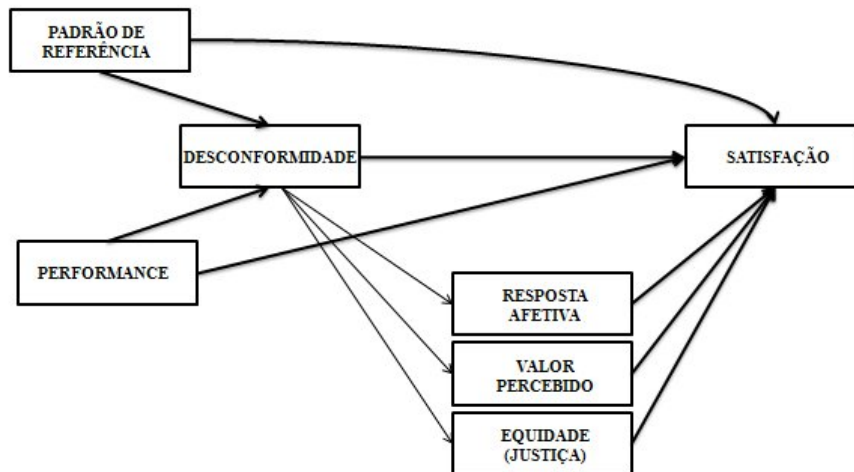 PADRÃO DE
REFERÊNCIA
DESCONFORMIDADE
SATISFAÇÃO
PERFORMANCE
RESPOSTA
AFETIVA
VALOR
PERCEBIDO
EQUIDADE
(JUSTIÇA)